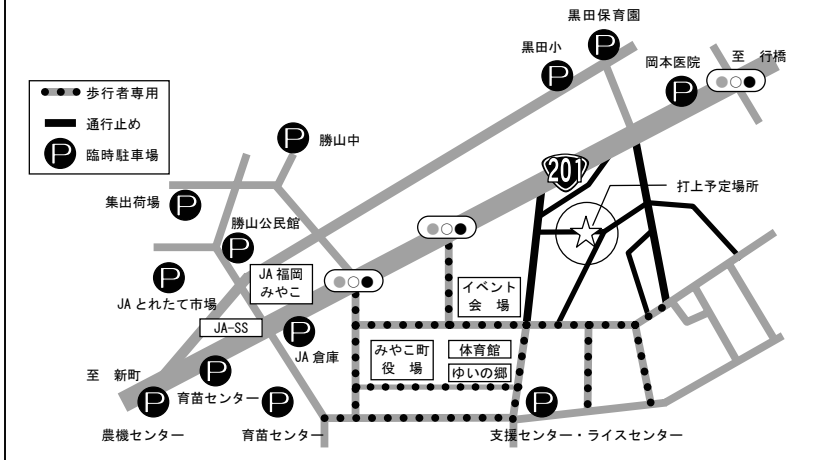 黒田保育園
黒田小
岡本医院
至 行橋
歩行者専用
通行止め
P 臨時駐車場
P
P
P
P
勝山中
201
打上予定場所
集出荷場
P
勝山公民館
P
P
JAとれたて市場
JA福岡
みやこ
イベント
会場
JA-SS
P
JA倉庫
みやこ町
役場
体育館
ゆいの郷
至 新町
P
育苗センター
P
P
P
農機センター
育苗センター
支援センター・ライスセンター